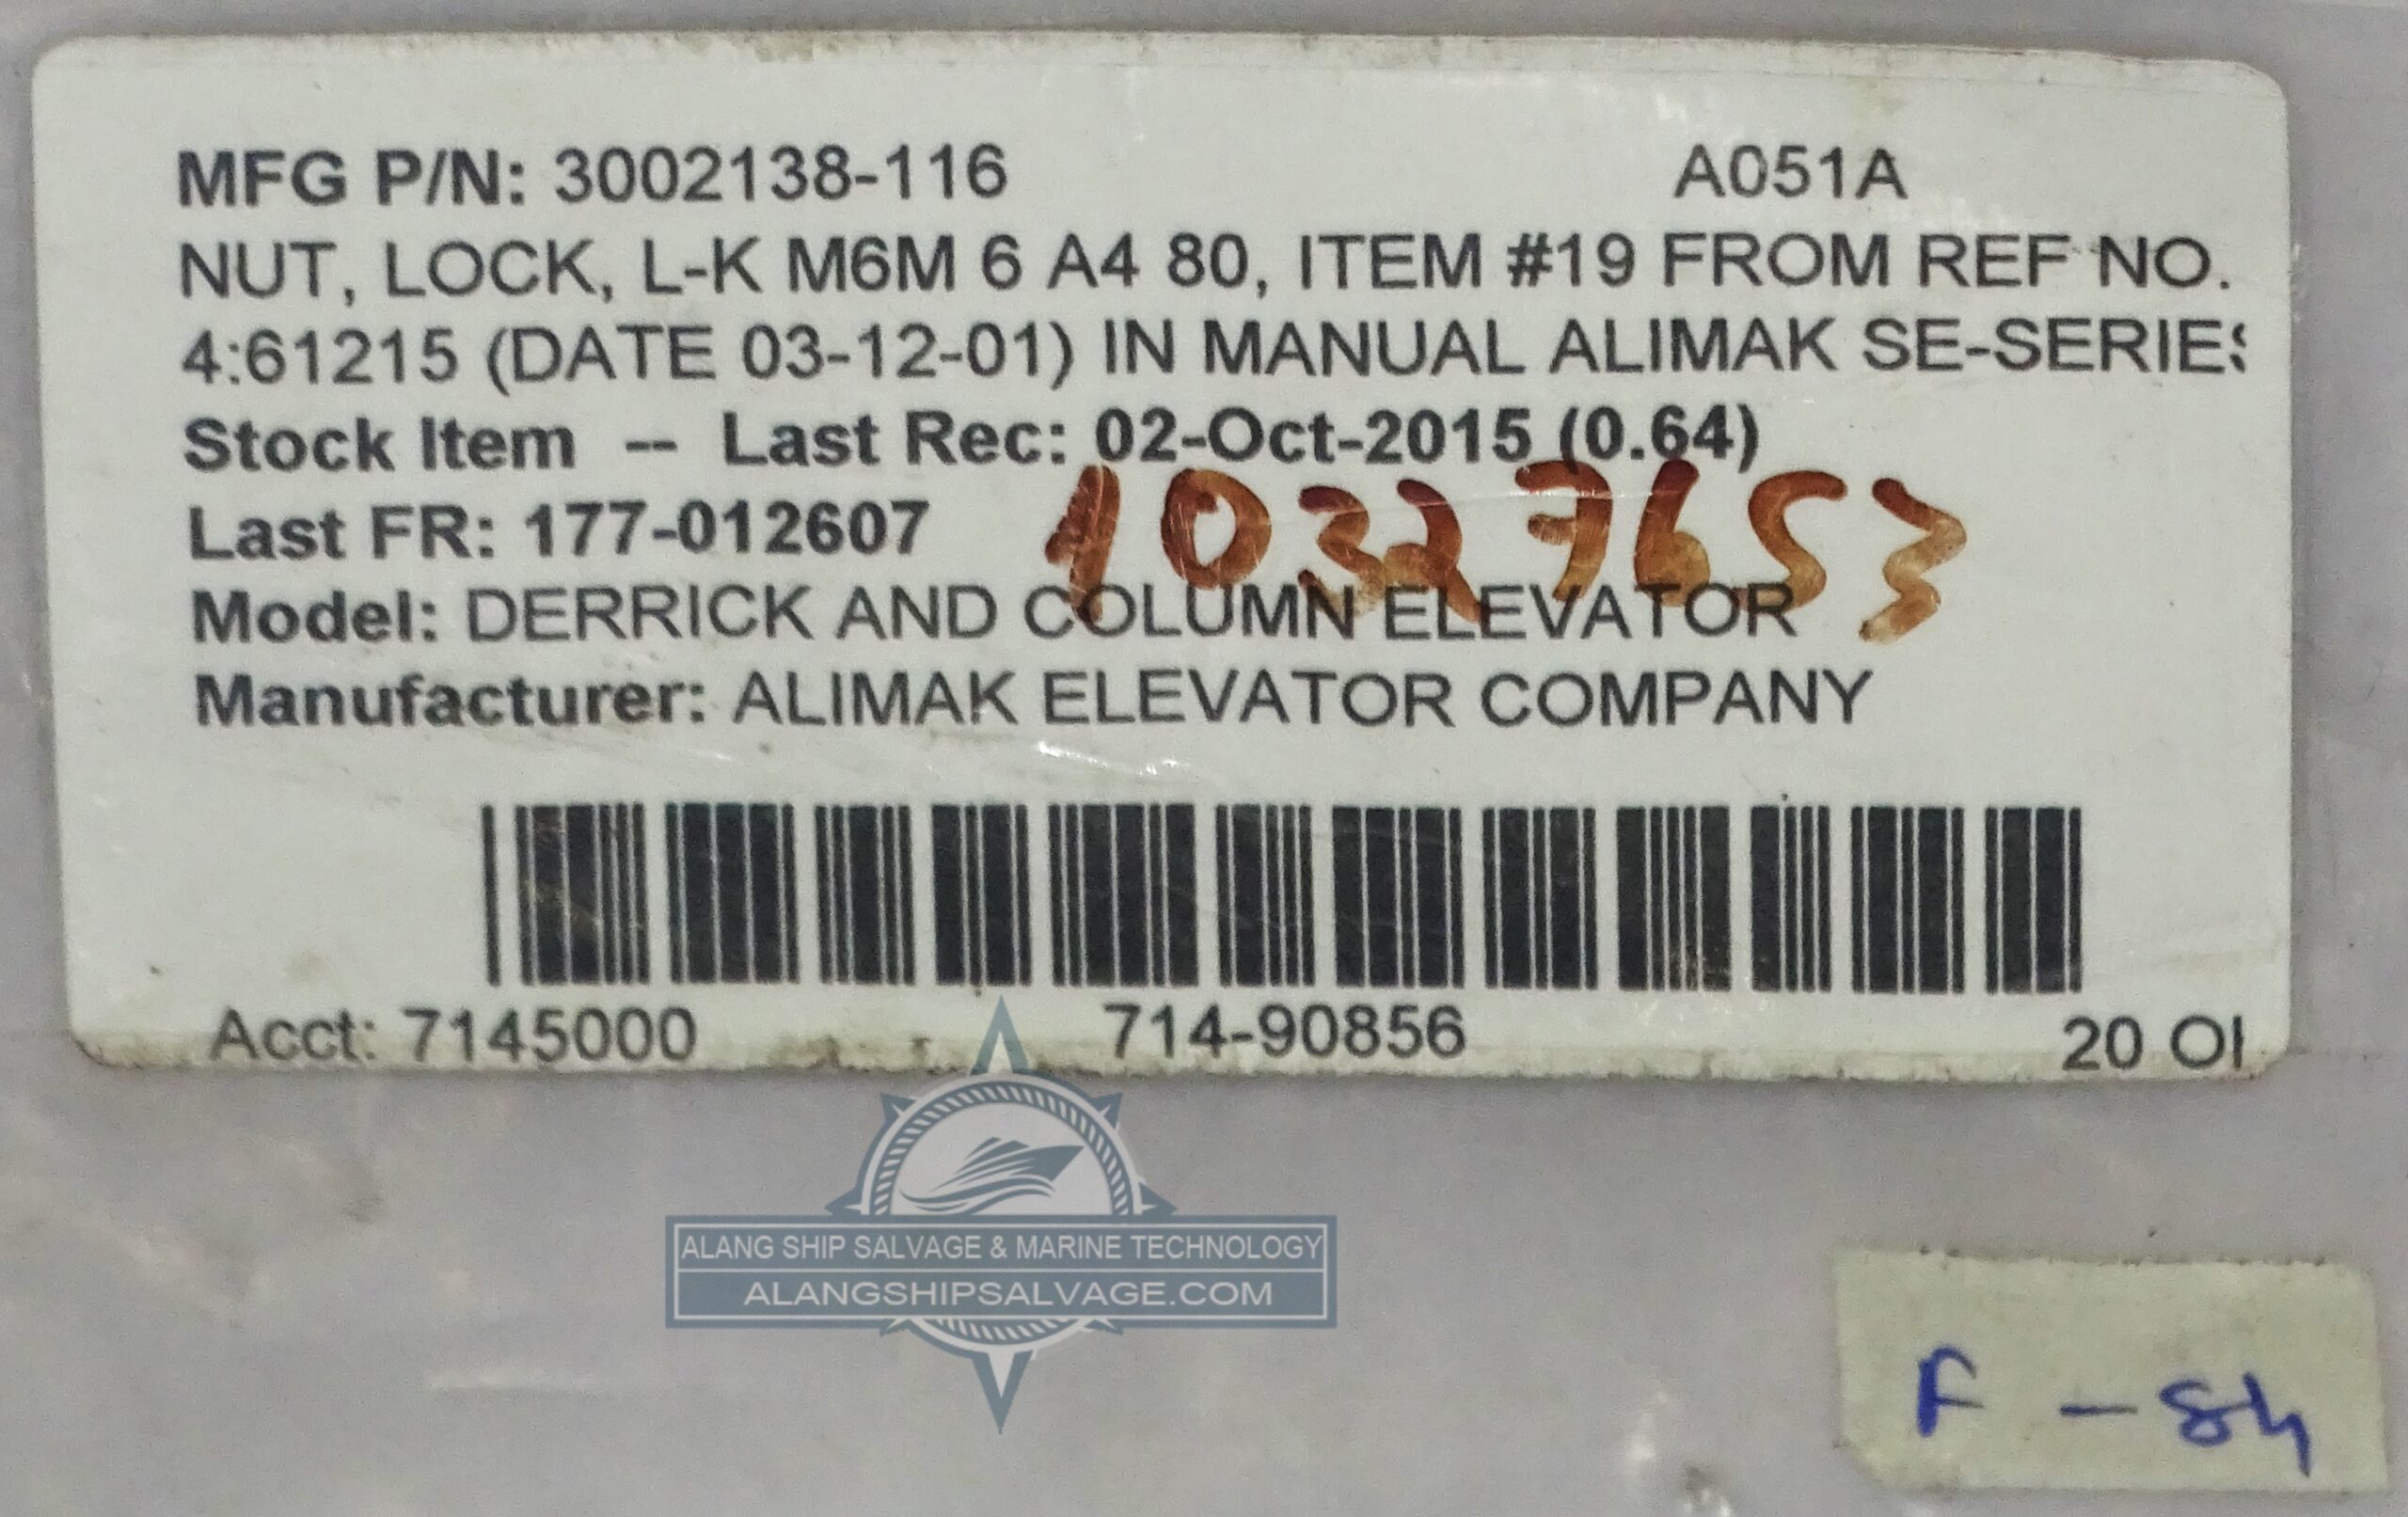 MFG P/N: 3002138-116 A051A
NUT, LOCK, L-K M6M 6 A4 80, ITEM #19 FROM REF NO.
4:61215 (DATE 03-12-01) IN MANUAL ALIMAK SE-SERIES
Stock Item -- Last Rec: 02-Oct-2015 (0.64)
Last FR: 177-012607
10327653
Model: DERRICK AND COLUMN ELEVATOR
Manufacturer: ALIMAK ELEVATOR COMPANY
Acct: 7145000 714-90856 20 OI
ALANG SHIP SALVAGE & MARINE TECHNOLOGY
ALANGSHIPSALVAGE.COM
F - 84